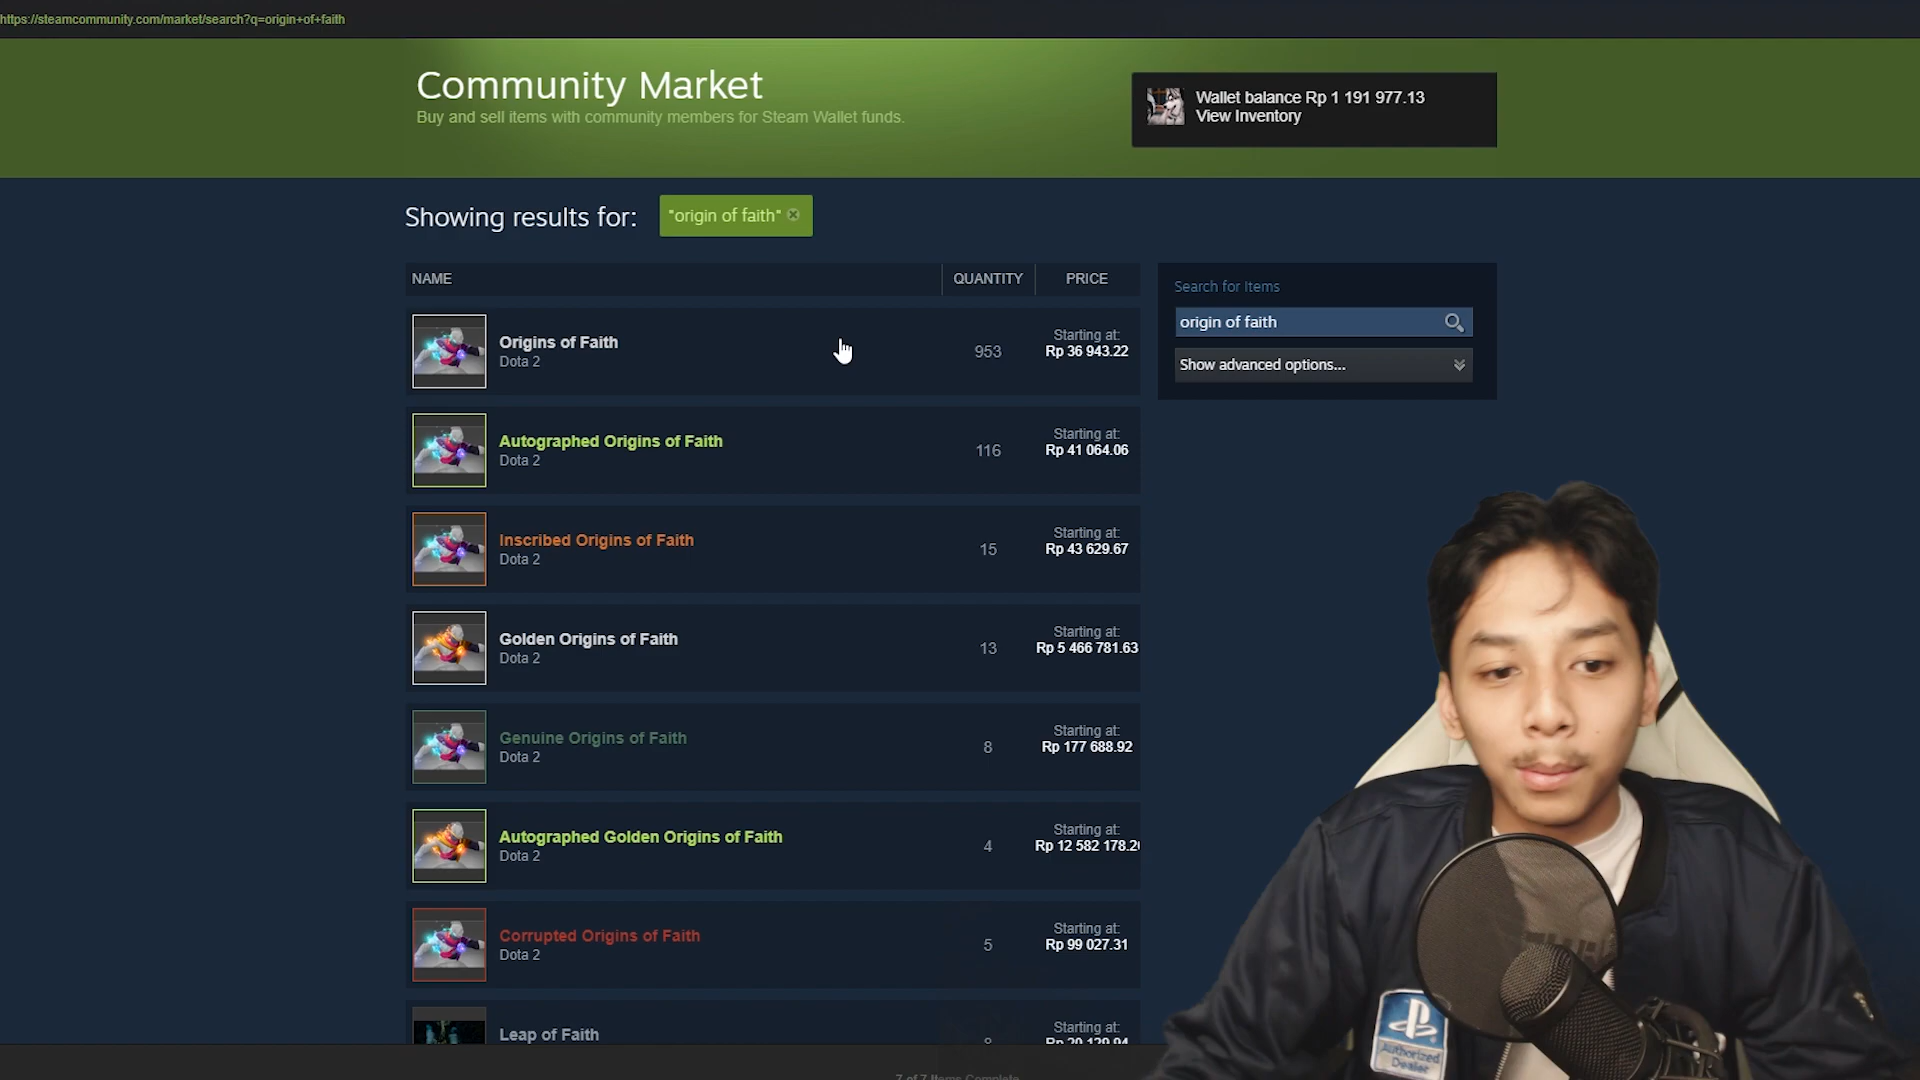 https://steamcommunity.com/market/search?q=origin+of+faith
Community Market
Buy and sell items with community members for Steam Wallet funds.
Wallet balance Rp 1 191 977.13
View Inventory
Showing results for: "origin of faith"
NAME QUANTITY PRICE
Origins of Faith
Dota 2
953
Starting at:
Rp 36 943.22
Autographed Origins of Faith
Dota 2
116
Starting at:
Rp 41 064.06
Inscribed Origins of Faith
Dota 2
15
Starting at:
Rp 43 629.67
Golden Origins of Faith
Dota 2
13
Starting at:
Rp 5 466 781.63
Genuine Origins of Faith
Dota 2
8
Starting at:
Rp 177 688.92
Autographed Golden Origins of Faith
Dota 2
4
Starting at:
Rp 12 582 178.2
Corrupted Origins of Faith
Dota 2
5
Starting at:
Rp 99 027.31
Leap of Faith
Starting at:
Rp 20 129.94
Search for Items
origin of faith
Show advanced options...
Authorized
Dealer